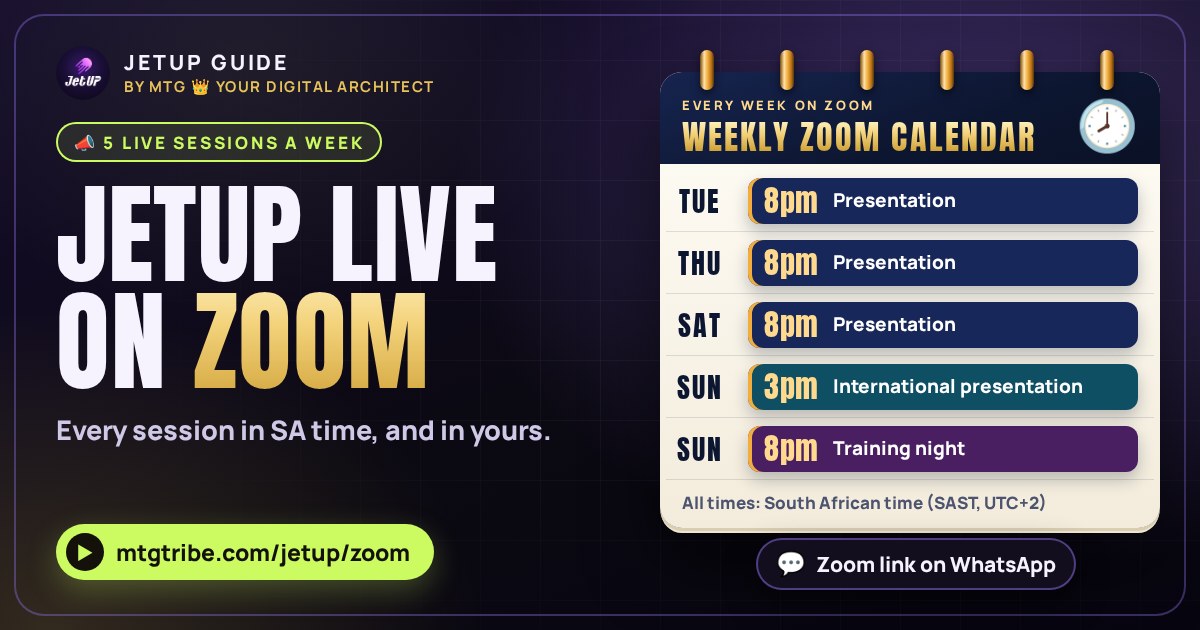 JetUP
JETUP GUIDE
BY MTG 👑 YOUR DIGITAL ARCHITECT
📣 5 LIVE SESSIONS A WEEK
JETUP LIVE
ON ZOOM
Every session in SA time, and in yours.
mtgtribe.com/jetup/zoom
EVERY WEEK ON ZOOM
WEEKLY ZOOM CALENDAR
TUE 8pm Presentation
THU 8pm Presentation
SAT 8pm Presentation
SUN 3pm International presentation
SUN 8pm Training night
All times: South African time (SAST, UTC+2)
💬 Zoom link on WhatsApp